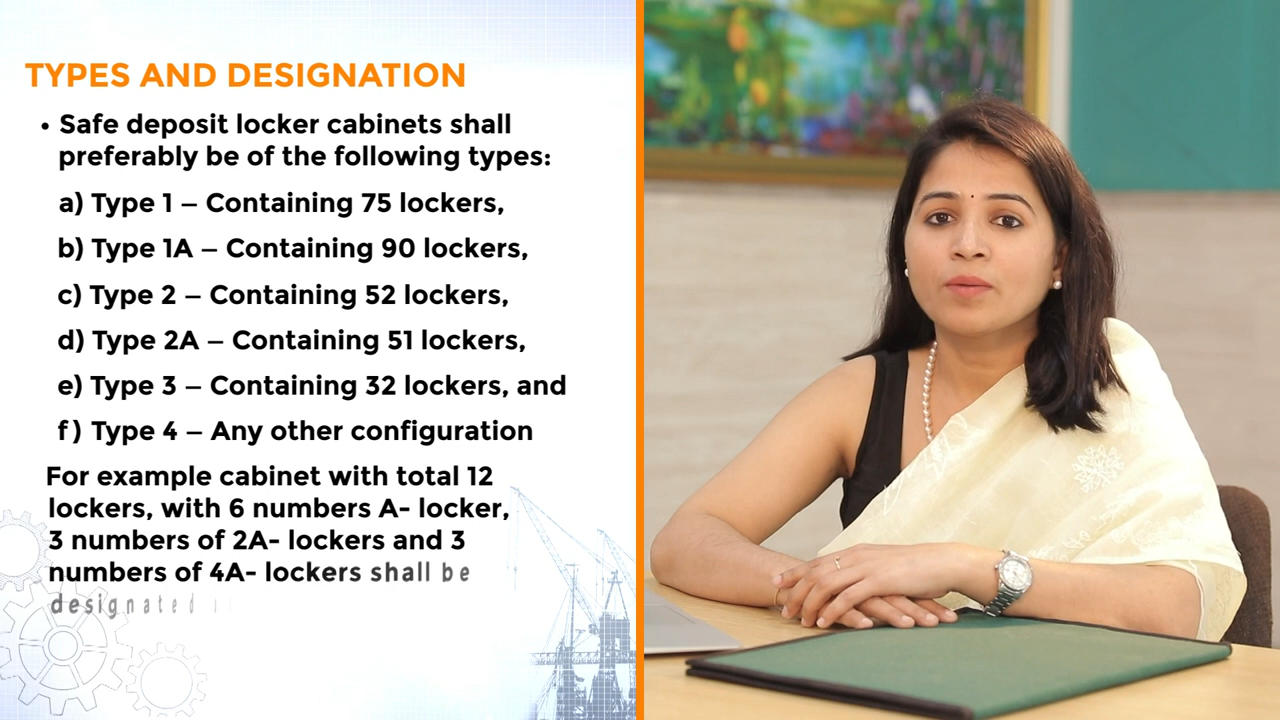 TYPES AND DESIGNATION
• Safe deposit locker cabinets shall
preferably be of the following types:
a) Type 1 – Containing 75 lockers,
b) Type 1A – Containing 90 lockers,
c) Type 2 – Containing 52 lockers,
d) Type 2A – Containing 51 lockers,
e) Type 3 – Containing 32 lockers, and
f) Type 4 – Any other configuration
For example cabinet with total 12
lockers, with 6 numbers A- locker,
3 numbers of 2A- lockers and 3
numbers of 4A- lockers shall be
designated